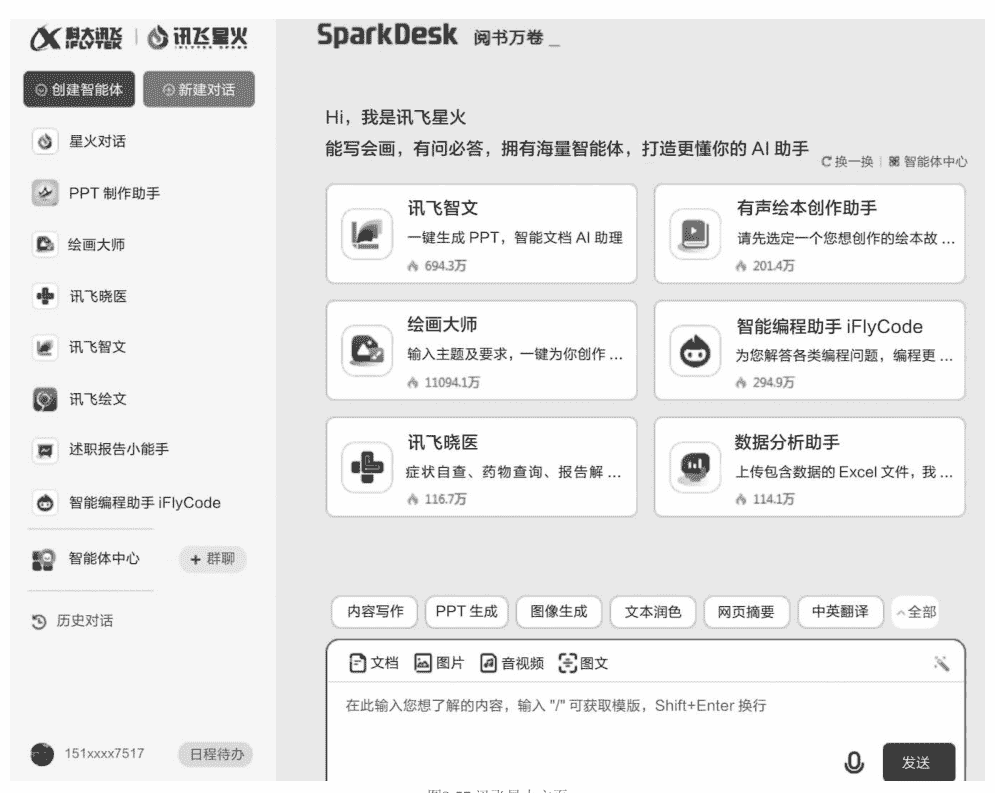 科大讯飞 iFLYTEK 讯飞星火
创建智能体 新建对话
星火对话
PPT 制作助手
绘画大师
讯飞晓医
讯飞智文
讯飞绘文
述职报告小能手
智能编程助手 iFlyCode
智能体中心 + 群聊
历史对话
151xxxx7517 日程待办
SparkDesk 阅书万卷 _
Hi，我是讯飞星火
能写会画，有问必答，拥有海量智能体，打造更懂你的 AI 助手
换一换 | 智能体中心
讯飞智文
一键生成 PPT，智能文档 AI 助理
694.3万
有声绘本创作助手
请先选定一个您想创作的绘本故 ...
201.4万
绘画大师
输入主题及要求，一键为你创作 ...
11094.1万
智能编程助手 iFlyCode
为您解答各类编程问题，编程更 ...
294.9万
讯飞晓医
症状自查、药物查询、报告解 ...
116.7万
数据分析助手
上传包含数据的 Excel 文件，我 ...
114.1万
内容写作 PPT 生成 图像生成 文本润色 网页摘要 中英翻译 全部
文档 图片 音视频 图文
在此输入您想了解的内容，输入 "/" 可获取模版，Shift+Enter 换行
发送